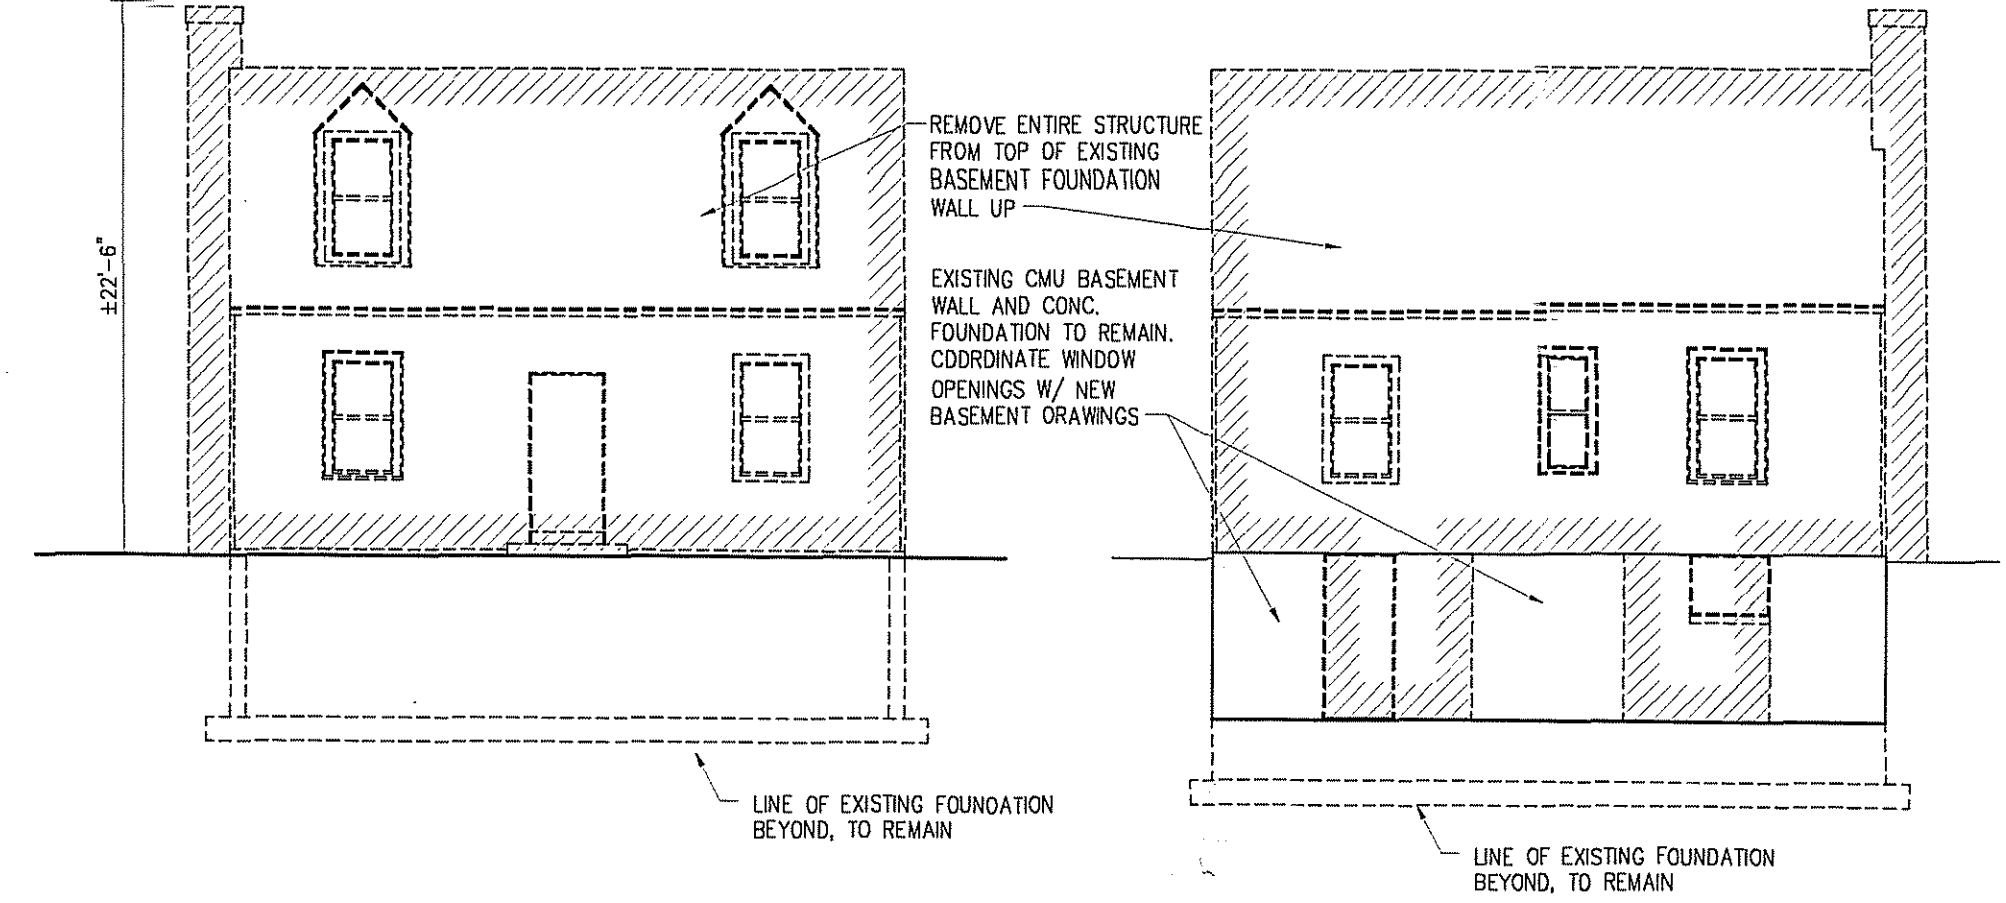 ±22'-6"
REMOVE ENTIRE STRUCTURE
FROM TOP OF EXISTING
BASEMENT FOUNDATION
WALL UP
EXISTING CMU BASEMENT
WALL AND CONC.
FOUNDATION TO REMAIN.
CDDRDINATE WINDOW
OPENINGS W/ NEW
BASEMENT ORAWINGS
LINE OF EXISTING FOUNOATION
BEYOND, TO REMAIN
LINE OF EXISTING FOUNDATION
BEYOND, TO REMAIN